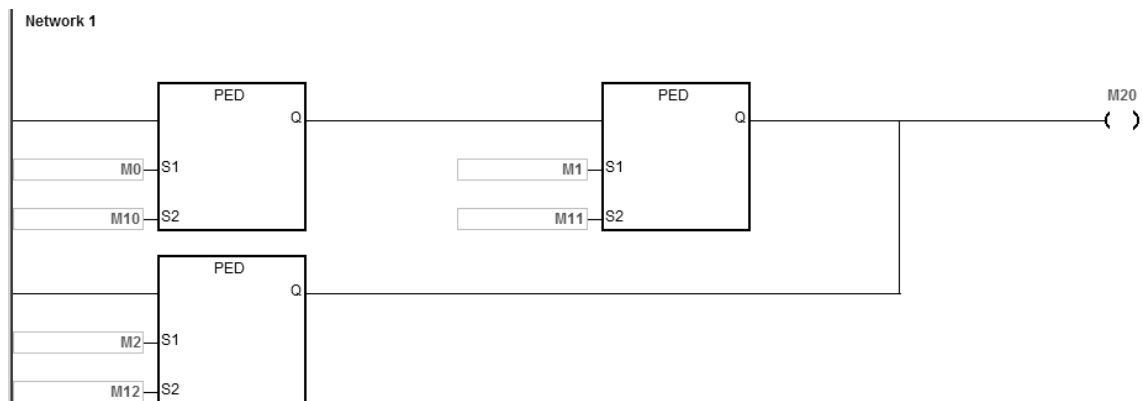 Network 1
PED PED M20
Q Q
M0 S1 M1 S1
M10 S2 M11 S2
PED
Q
M2 S1
M12 S2